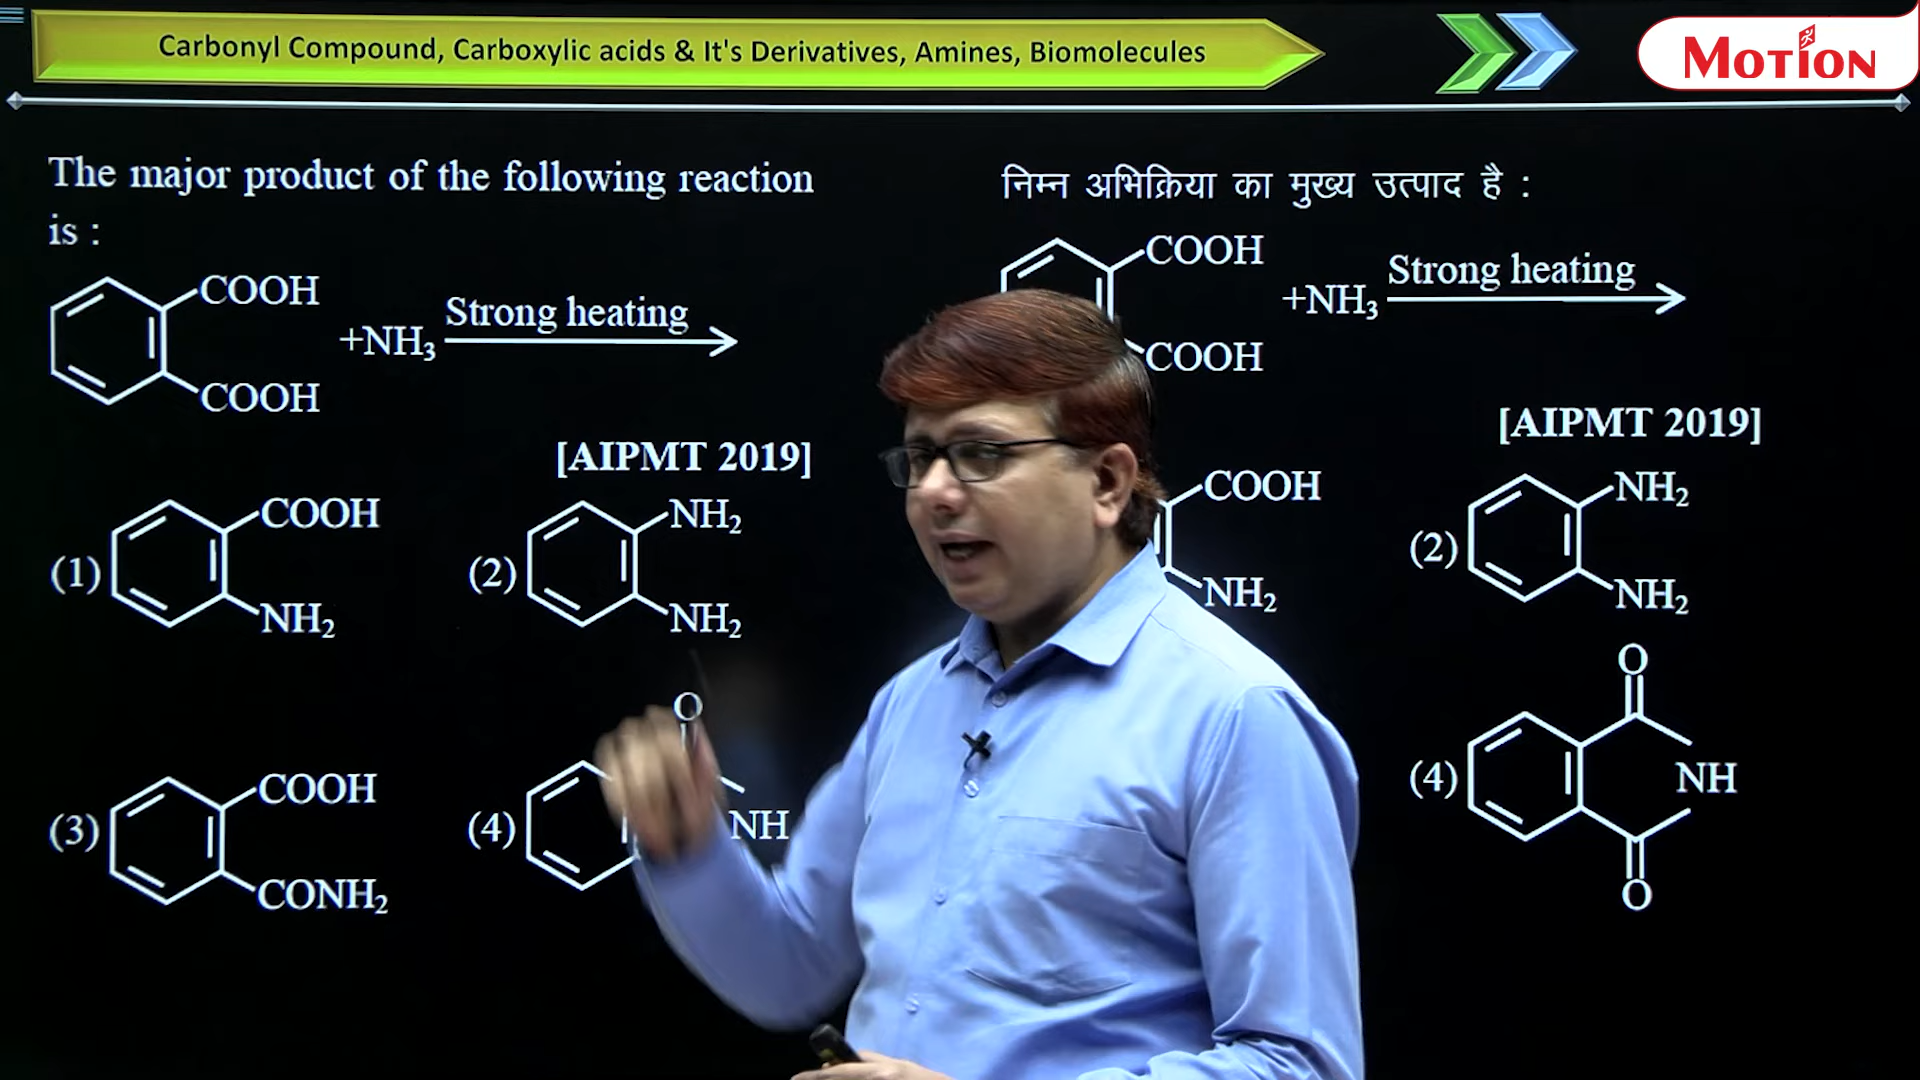 Carbonyl Compound, Carboxylic acids & It's Derivatives, Amines, Biomolecules
MOTION
The major product of the following reaction
is :
COOH
+NH₃
Strong heating
COOH
[AIPMT 2019]
(1)
COOH
NH₂
(2)
NH₂
NH₂
(3)
COOH
CONH₂
(4)
O
NH
निम्न अभिक्रिया का मुख्य उत्पाद है :
COOH
+NH₃
Strong heating
COOH
[AIPMT 2019]
COOH
NH₂
(2)
NH₂
NH₂
(4)
O
NH
O